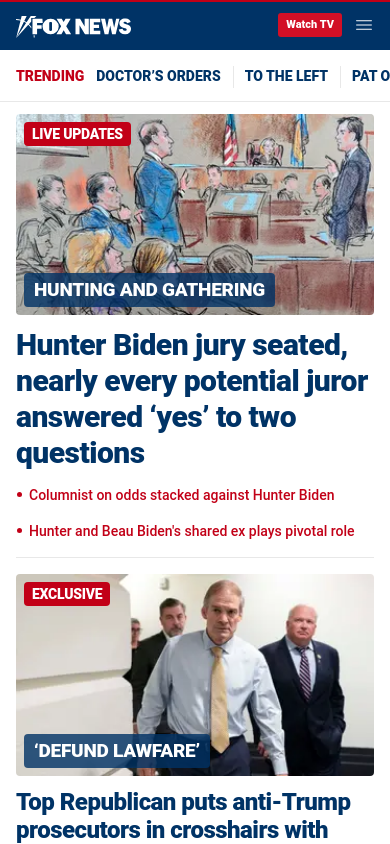 FOX NEWS
Watch TV
TRENDING DOCTOR’S ORDERS TO THE LEFT PAT O
LIVE UPDATES
HUNTING AND GATHERING
Hunter Biden jury seated,
nearly every potential juror
answered ‘yes’ to two
questions
Columnist on odds stacked against Hunter Biden
Hunter and Beau Biden's shared ex plays pivotal role
EXCLUSIVE
‘DEFUND LAWFARE’
Top Republican puts anti-Trump
prosecutors in crosshairs with